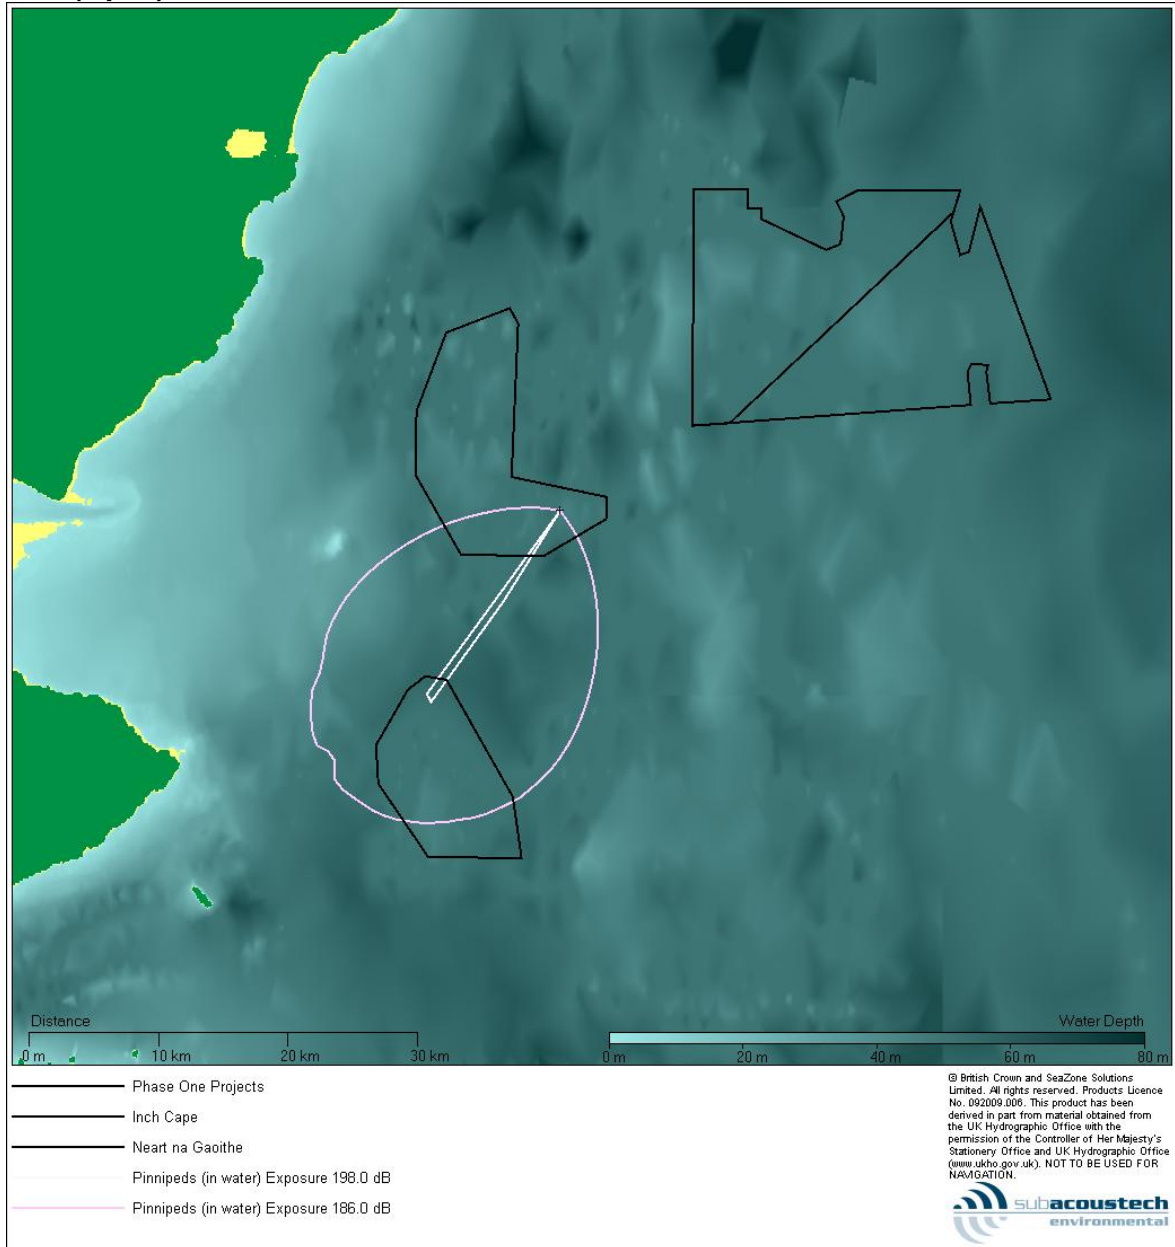 Distance
0 m 10 km 20 km 30 km
Water Depth
0 m 20 m 40 m 60 m 80 m
Phase One Projects
Inch Cape
Neart na Gaoithe
Pinnipeds (in water) Exposure 198.0 dB
Pinnipeds (in water) Exposure 186.0 dB
© British Crown and SeaZone Solutions
Limited. All rights reserved. Products Licence
No. 092009.006. This product has been
derived in part from material obtained from
the UK Hydrographic Office with the
permission of the Controller of Her Majesty's
Stationery Office and UK Hydrographic Office
(www.ukho.gov.uk). NOT TO BE USED FOR
NAVIGATION.
subacoustech
environmental